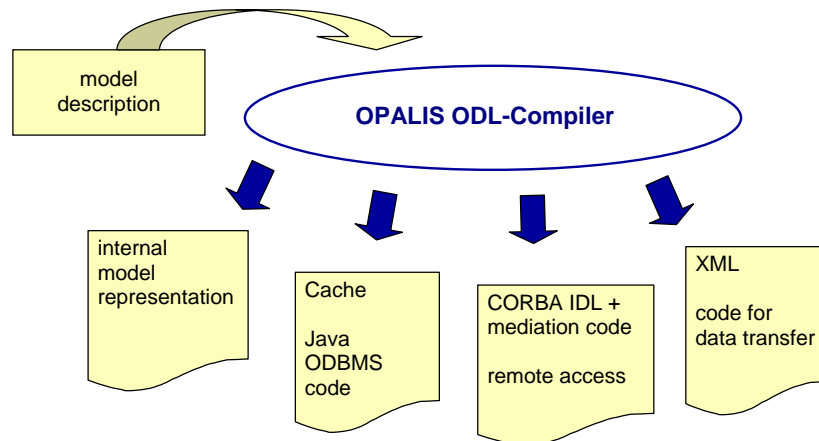 model
description
OPALIS ODL-Compiler
internal
model
representation
Cache
Java
ODBMS
code
CORBA IDL +
mediation code
remote access
XML
code for
data transfer